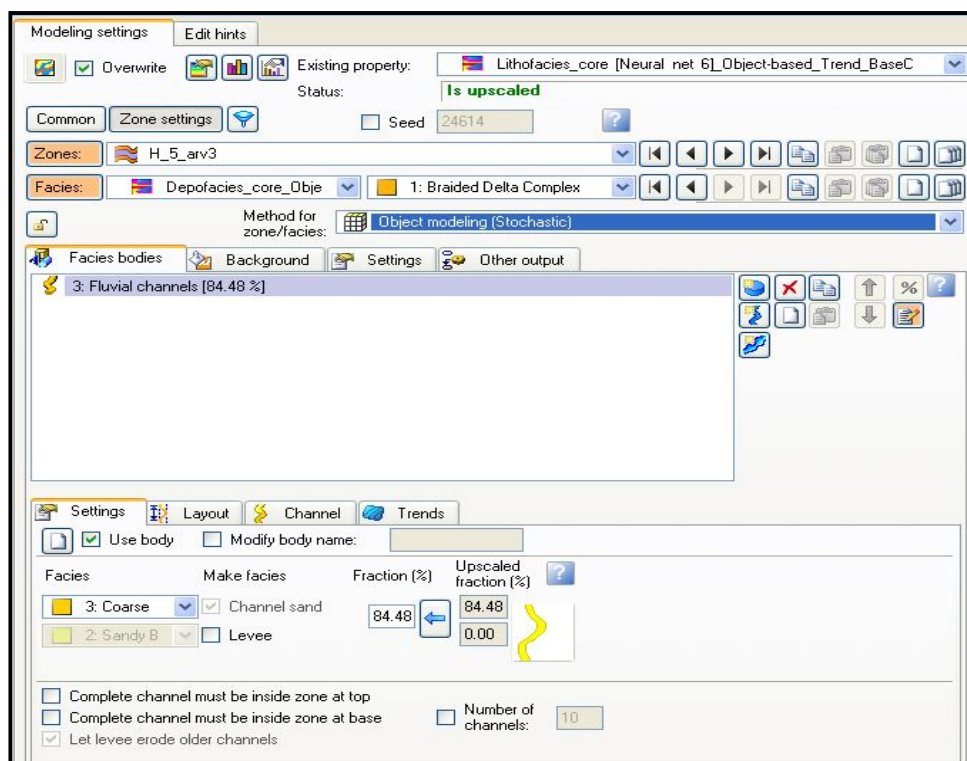 Modeling settings Edit hints
Overwrite Existing property: Lithofacies_core [Neural net 6]_Object-based_Trend_BaseC
Status: Is upscaled
Common Zone settings Seed 24614 ?
Zones: H_5_arv3
Facies: Depofacies_core_Obje 1: Braided Delta Complex
Method for zone/facies: Object modeling (Stochastic)
Facies bodies Background Settings Other output
3: Fluvial channels [84.48 %] % ?
Settings Layout Channel Trends
Use body Modify body name:
Facies Make facies Fraction (%) Upscaled fraction (%) ?
3: Coarse Channel sand 84.48 84.48
2: Sandy B Levee 0.00
Complete channel must be inside zone at top
Complete channel must be inside zone at base Number of channels: 10
Let levee erode older channels